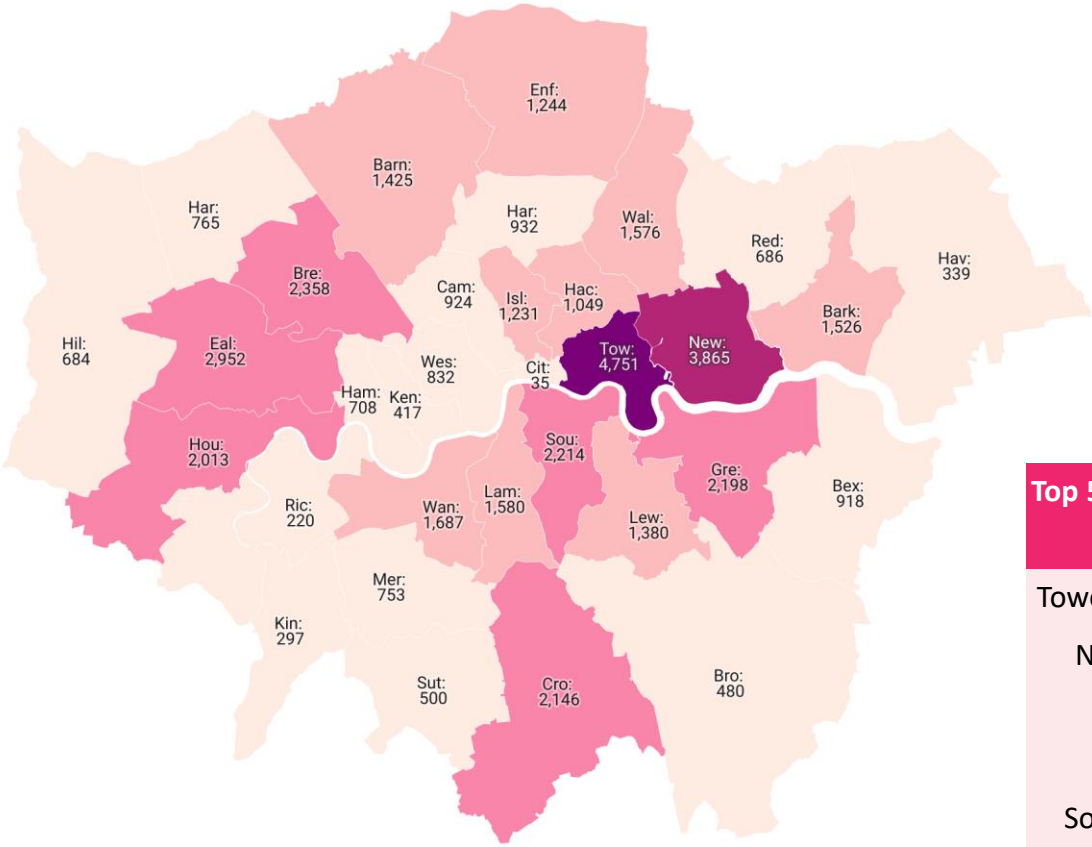 Enf:
1,244
Barn:
1,425
Har:
765
Har:
932
Wal:
1,576
Red:
686
Hav:
339
Bre:
2,358
Cam:
924
Isl:
1,231
Hac:
1,049
Bark:
1,526
Hil:
684
Eal:
2,952
Wes:
832
Cit:
35
Tow:
4,751
New:
3,865
Ham:
708
Ken:
417
Hou:
2,013
Sou:
2,214
Gre:
2,198
Bex:
918
Ric:
220
Wan:
1,687
Lam:
1,580
Lew:
1,380
Mer:
753
Kin:
297
Sut:
500
Cro:
2,146
Bro:
480
Top 5
Towe
N
So